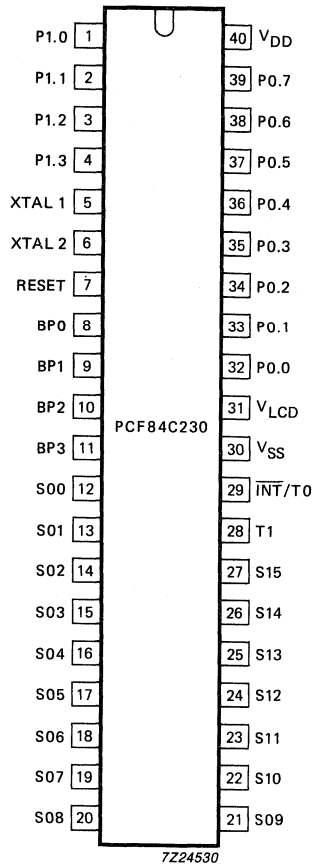 P1.0 1 40 VDD
P1.1 2 39 P0.7
P1.2 3 38 P0.6
P1.3 4 37 P0.5
XTAL 1 5 36 P0.4
XTAL 2 6 35 P0.3
RESET 7 34 P0.2
BP0 8 33 P0.1
BP1 9 32 P0.0
BP2 10 31 VLCD
PCF84C230
BP3 11 30 VSS
S00 12 29 INT/T0
S01 13 28 T1
S02 14 27 S15
S03 15 26 S14
S04 16 25 S13
S05 17 24 S12
S06 18 23 S11
S07 19 22 S10
S08 20 21 S09
7Z24530